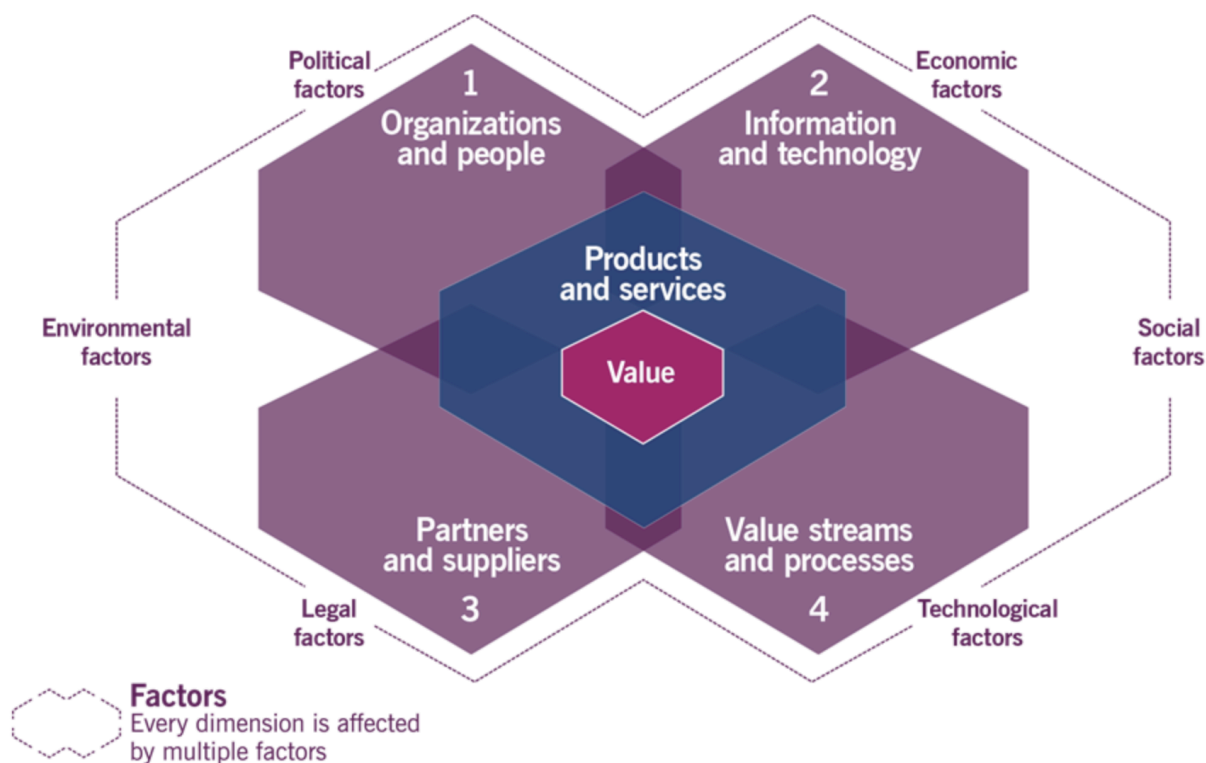 Political
factors
1
Organizations
and people
2
Information
and technology
Economic
factors
Products
and services
Environmental
factors
Value
Social
factors
Partners
and suppliers
3
Value streams
and processes
4
Legal
factors
Technological
factors
Factors
Every dimension is affected
by multiple factors